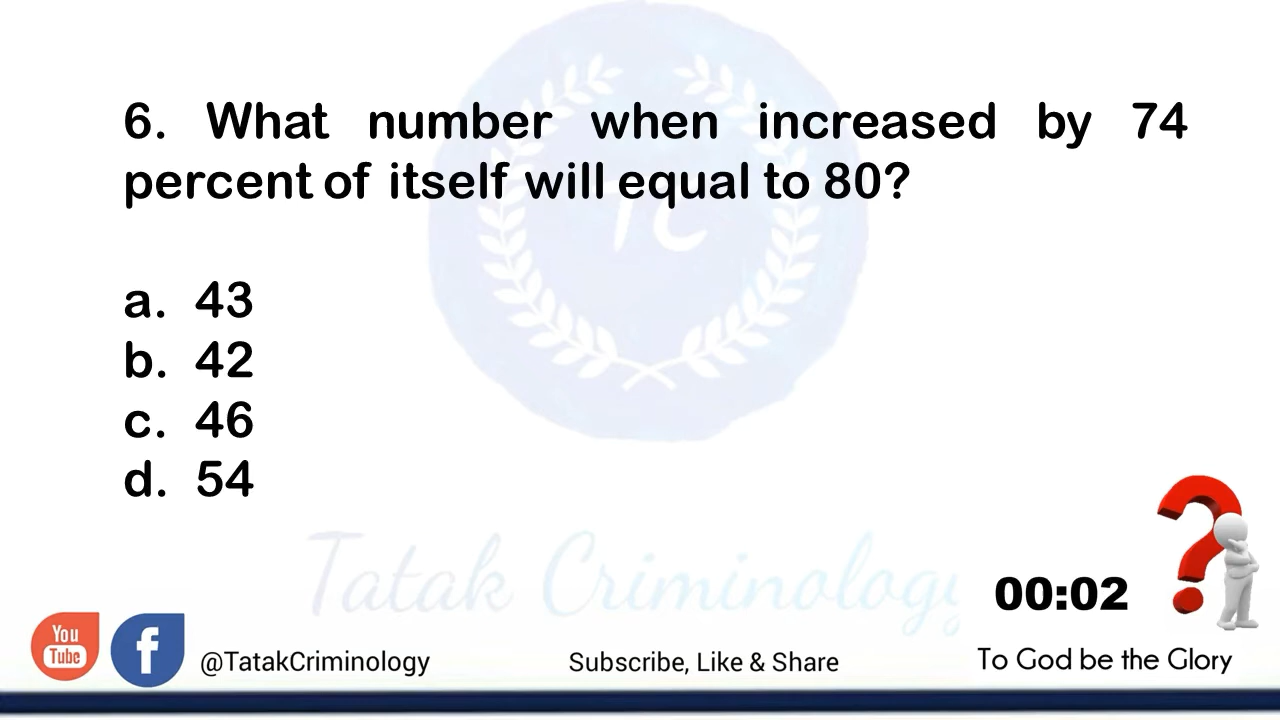 6. What number when increased by 74
percent of itself will equal to 80?
a. 43
b. 42
c. 46
d. 54
TC
Tatak Criminology
00:02
You
Tube
f
@TatakCriminology
Subscribe, Like & Share
To God be the Glory